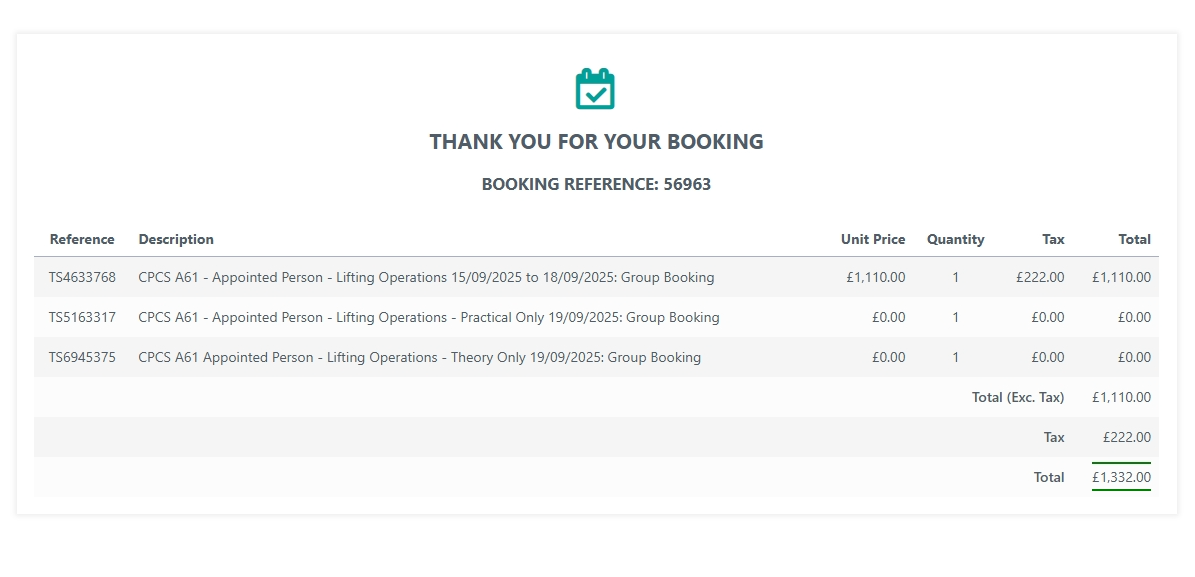 THANK YOU FOR YOUR BOOKING
BOOKING REFERENCE: 56963
Reference Description Unit Price Quantity Tax Total
TS4633768 CPCS A61 - Appointed Person - Lifting Operations 15/09/2025 to 18/09/2025: Group Booking £1,110.00 1 £222.00 £1,110.00
TS5163317 CPCS A61 - Appointed Person - Lifting Operations - Practical Only 19/09/2025: Group Booking £0.00 1 £0.00 £0.00
TS6945375 CPCS A61 Appointed Person - Lifting Operations - Theory Only 19/09/2025: Group Booking £0.00 1 £0.00 £0.00
Total (Exc. Tax) £1,110.00
Tax £222.00
Total £1,332.00